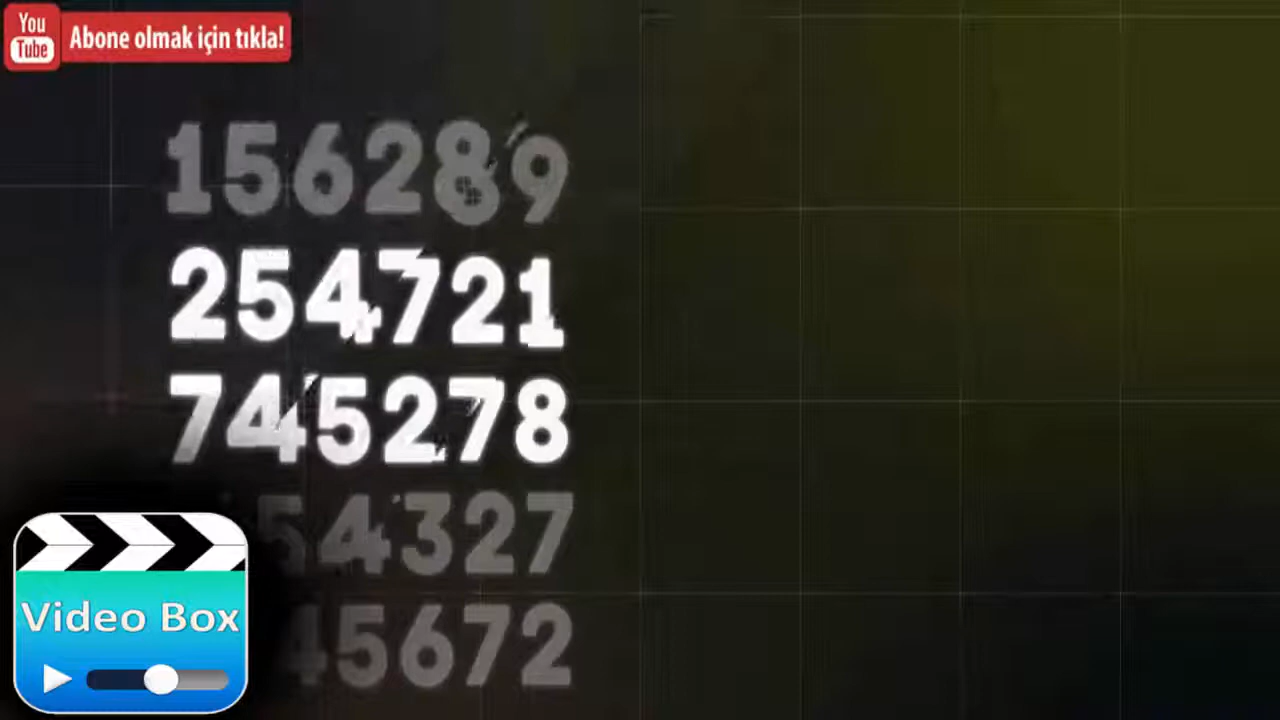 You
Tube
Abone olmak için tıkla!
156289
254721
745278
54327
45672
Video Box